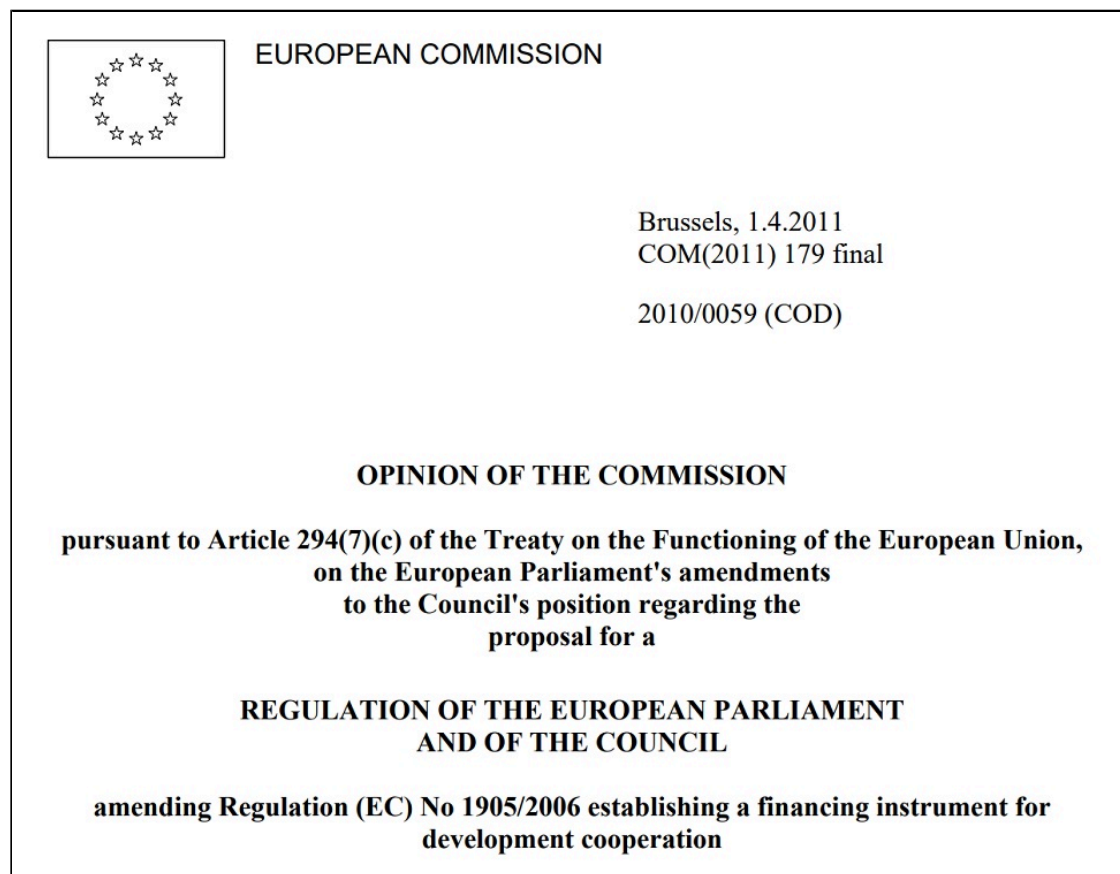 EUROPEAN COMMISSION
Brussels, 1.4.2011
COM(2011) 179 final
2010/0059 (COD)
OPINION OF THE COMMISSION
pursuant to Article 294(7)(c) of the Treaty on the Functioning of the European Union,
on the European Parliament's amendments
to the Council's position regarding the
proposal for a
REGULATION OF THE EUROPEAN PARLIAMENT
AND OF THE COUNCIL
amending Regulation (EC) No 1905/2006 establishing a financing instrument for
development cooperation